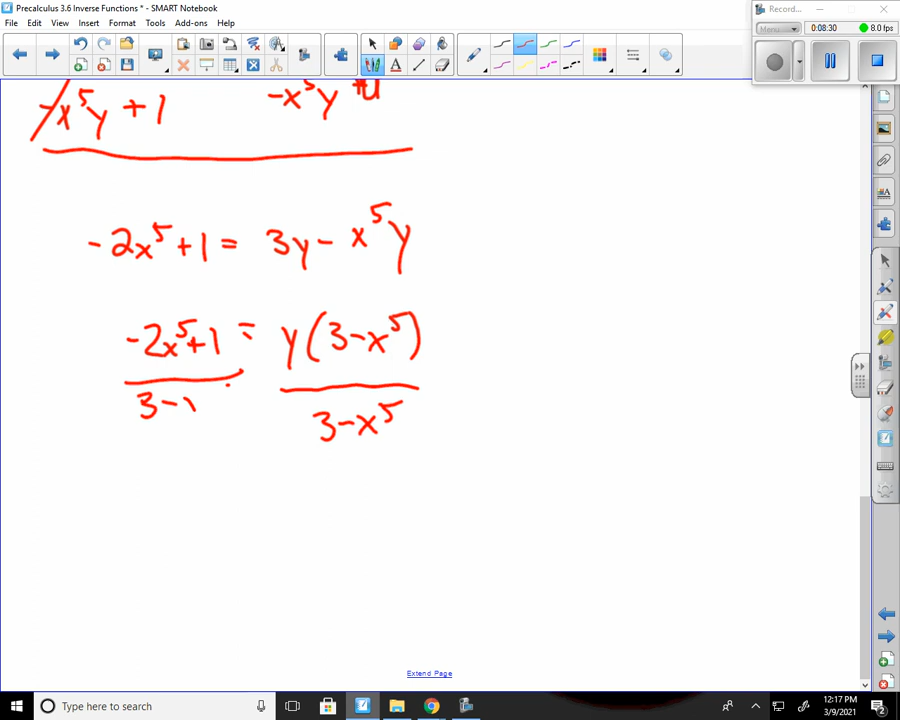 Precalculus 3.6 Inverse Functions * - SMART Notebook
Record...
File Edit View Insert Format Tools Add-ons Help
Menu
0:08:30
8.0 fps
-x⁵y + 1 -x⁵y
-2x⁵ + 1 = 3y - x⁵y
-2x⁵ + 1 = y(3 - x⁵)
3 - 3 - x⁵
Extend Page
Type here to search
12:17 PM
3/9/2021
2